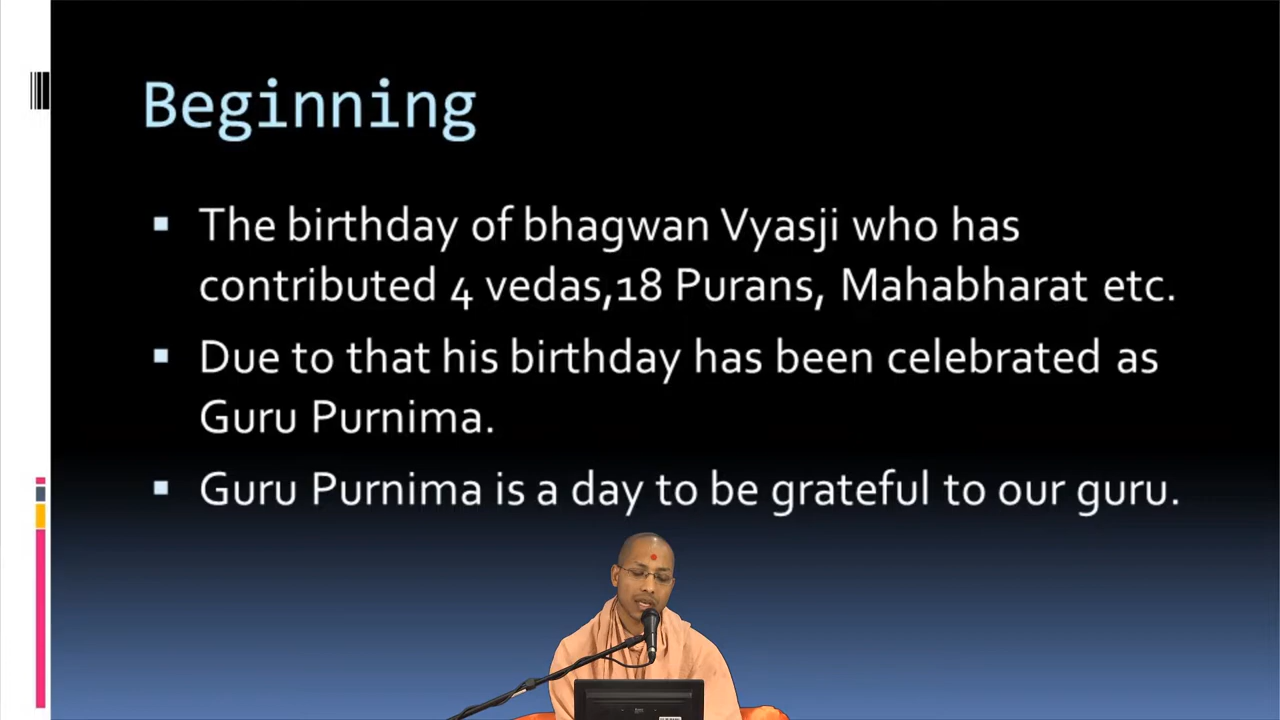 Beginning
The birthday of bhagwan Vyasji who has
contributed 4 vedas,18 Purans, Mahabharat etc.
Due to that his birthday has been celebrated as
Guru Purnima.
Guru Purnima is a day to be grateful to our guru.